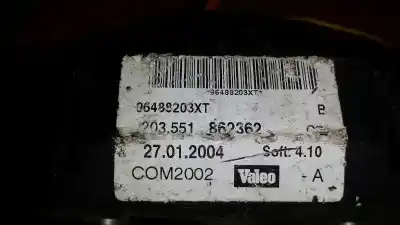 *96488203XT*
96488203XT B
203.551 862362
27.01.2004 Soft. 4.10
COM2002 Valeo -A